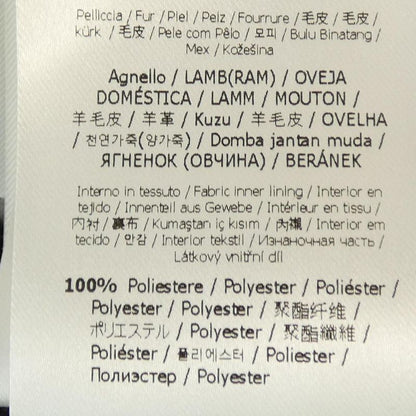 Pelliccia / Fur / Piel / Pelz / Fourrure / 毛皮 / 毛皮 /
kürk / 毛皮 / Pele com Pêlo / 모피 / Bulu Binatang /
Mex / Kožešina
Agnello / LAMB(RAM) / OVEJA
DOMÉSTICA / LAMM / MOUTON /
羊毛皮 / 羊革 / Kuzu / 羊毛皮 / OVELHA
/ 천연가죽(양가죽) / Domba jantan muda /
ЯГНЕНОК (ОВЧИНА) / BERÁNEK
Interno in tessuto / Fabric inner lining / Interior en
tejido / Innenteil aus Gewebe / Intérieur en tissu /
内衬 / 裏布 / Kumaştan iç kısım / 內襯 / Interior em
tecido / 안감 / Interior tekstil / Изнаночная часть /
Látkový vnitřní díl
100% Poliestere / Polyester / Poliéster /
Polyester / Polyester / 聚酯纤维 /
ポリエステル / Polyester / 聚酯纖維 /
Poliéster / 폴리에스터 / Poliester /
Полиэстер / Polyester